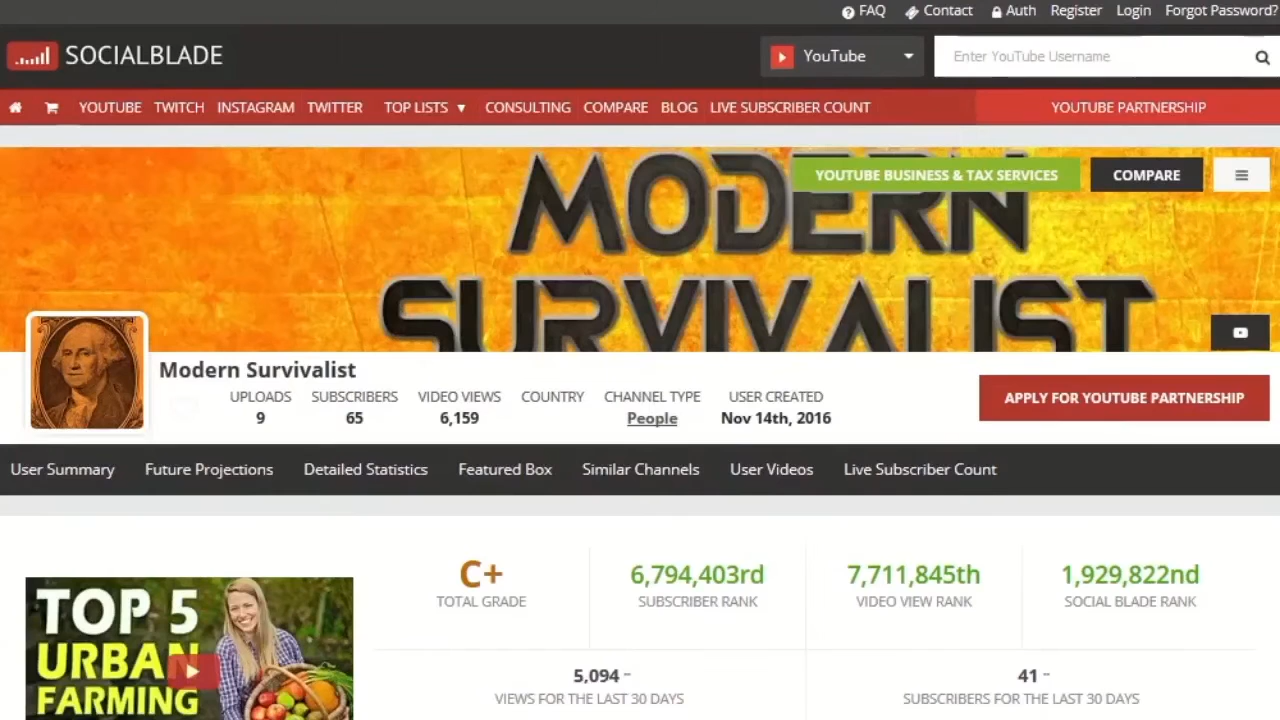 FAQ Contact Auth Register Login Forgot Password?
SOCIALBLADE
YouTube
Enter YouTube Username
YOUTUBE TWITCH INSTAGRAM TWITTER TOP LISTS CONSULTING COMPARE BLOG LIVE SUBSCRIBER COUNT YOUTUBE PARTNERSHIP
MODERN
SURVIVALIST
YOUTUBE BUSINESS & TAX SERVICES COMPARE
Modern Survivalist
UPLOADS SUBSCRIBERS VIDEO VIEWS COUNTRY CHANNEL TYPE USER CREATED
9 65 6,159 People Nov 14th, 2016
APPLY FOR YOUTUBE PARTNERSHIP
User Summary Future Projections Detailed Statistics Featured Box Similar Channels User Videos Live Subscriber Count
TOP 5
URBAN
FARMING
C+ 6,794,403rd 7,711,845th 1,929,822nd
TOTAL GRADE SUBSCRIBER RANK VIDEO VIEW RANK SOCIAL BLADE RANK
5,094 -- 41 --
VIEWS FOR THE LAST 30 DAYS SUBSCRIBERS FOR THE LAST 30 DAYS